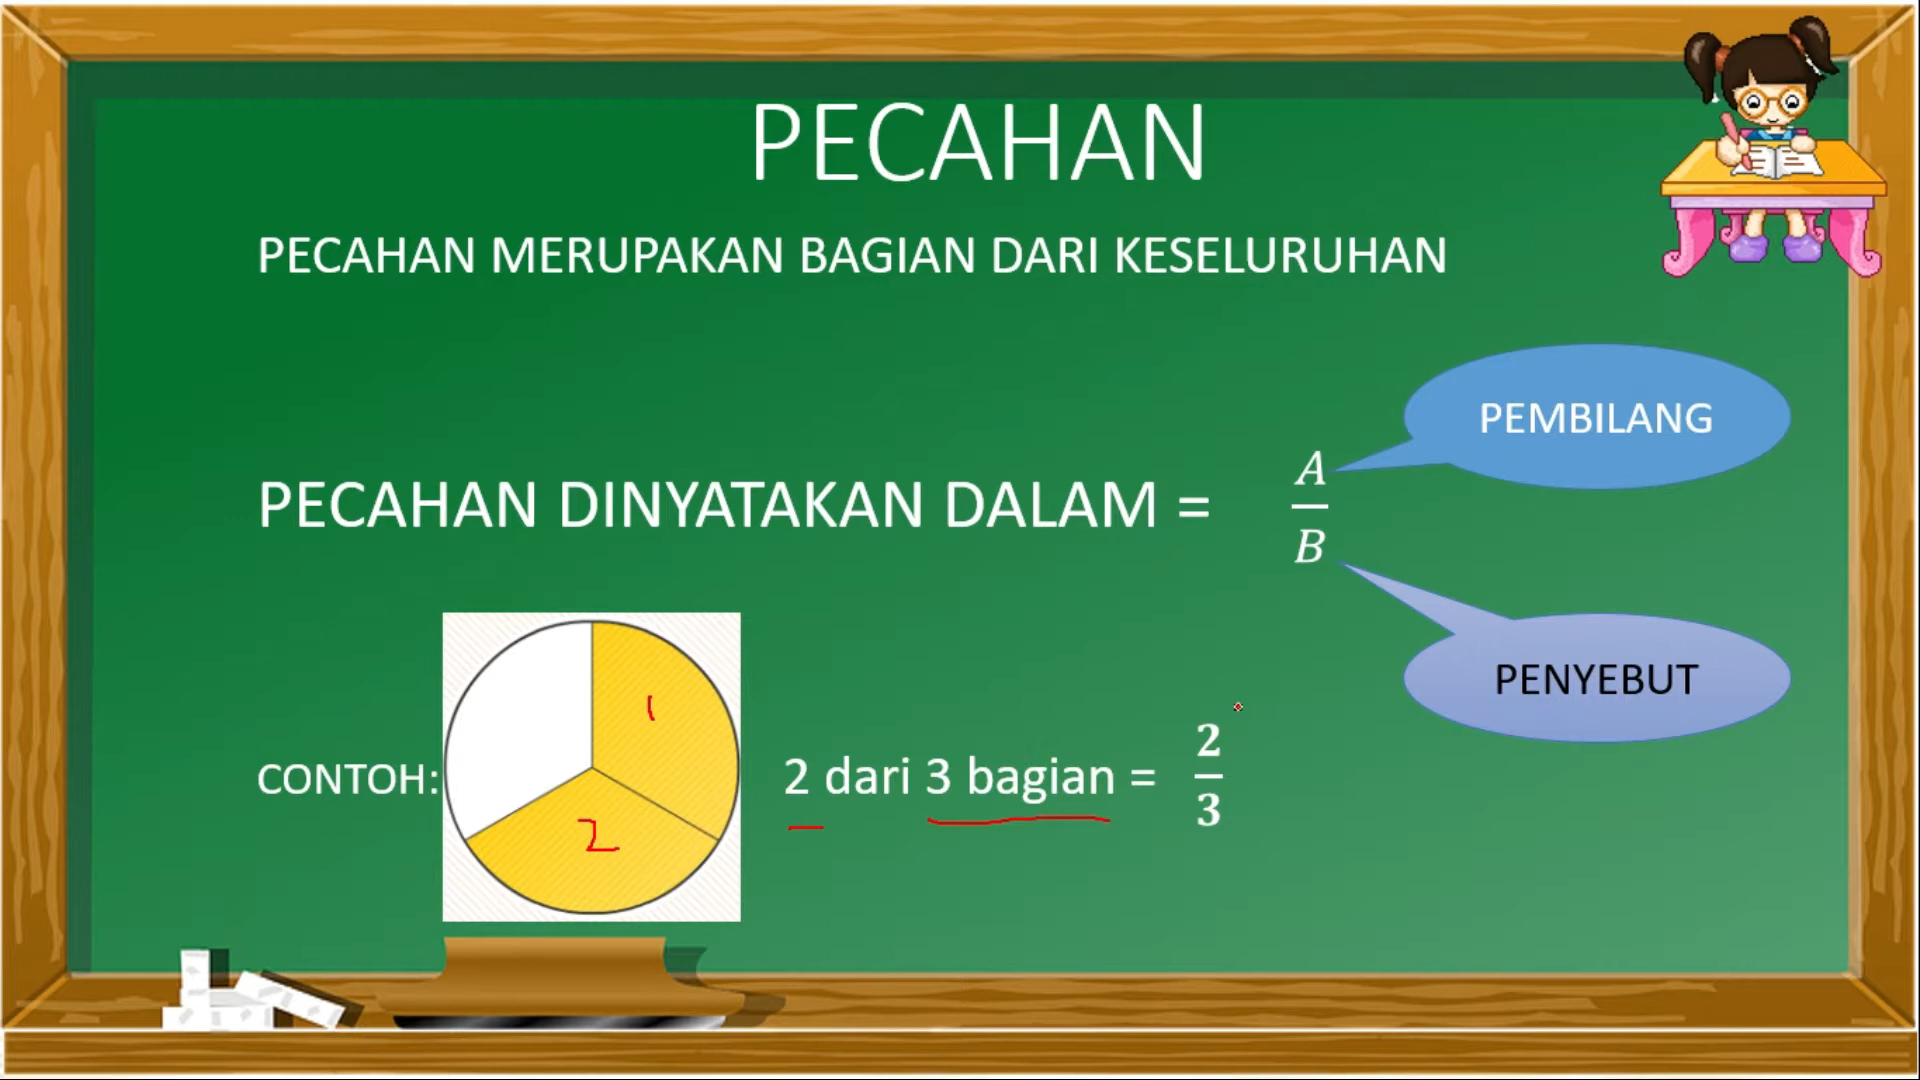 PECAHAN
PECAHAN MERUPAKAN BAGIAN DARI KESELURUHAN
PEMBILANG
PECAHAN DINYATAKAN DALAM = A/B
PENYEBUT
1
2
CONTOH: 2 dari 3 bagian = 2/3